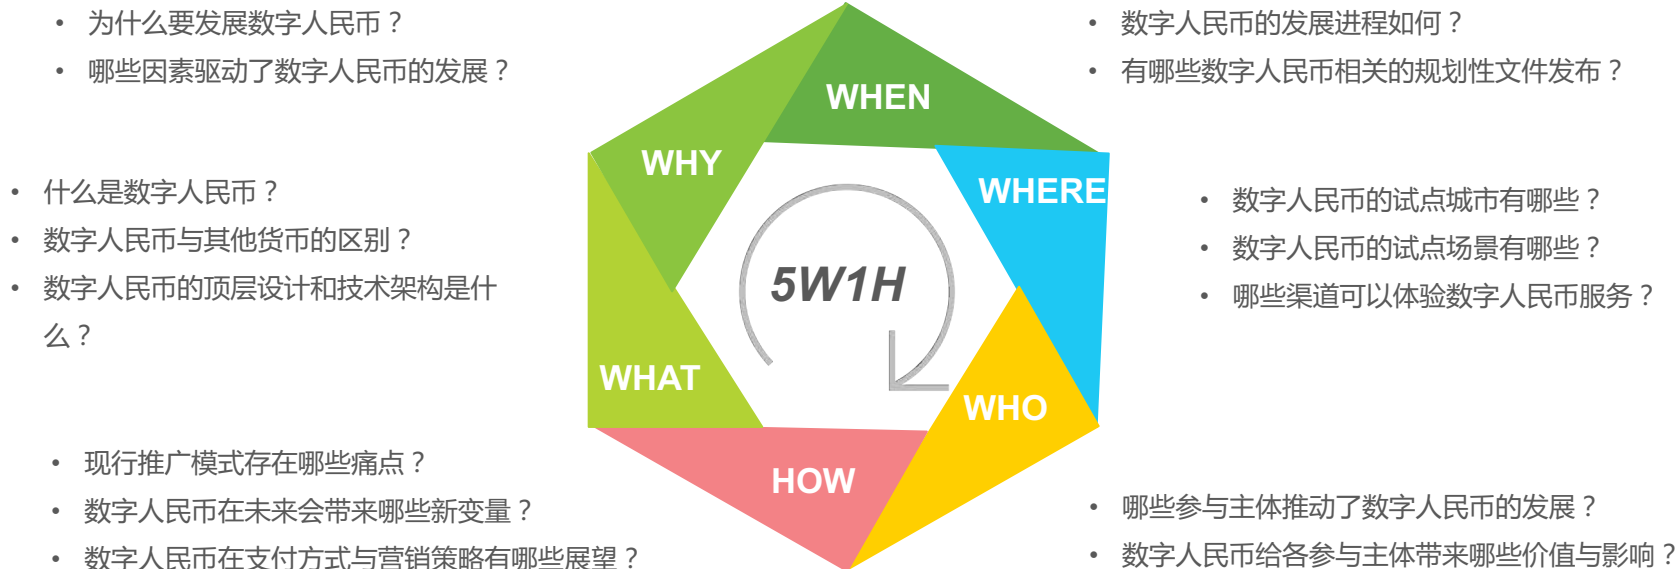 • 为什么要发展数字人民币？
• 哪些因素驱动了数字人民币的发展？
• 什么是数字人民币？
• 数字人民币与其他货币的区别？
• 数字人民币的顶层设计和技术架构是什
么？
• 现行推广模式存在哪些痛点？
• 数字人民币在未来会带来哪些新变量？
• 数字人民币在支付方式与营销策略有哪些展望？
WHEN
WHY
WHERE
5W1H
WHAT
WHO
HOW
• 数字人民币的发展进程如何？
• 有哪些数字人民币相关的规划性文件发布？
• 数字人民币的试点城市有哪些？
• 数字人民币的试点场景有哪些？
• 哪些渠道可以体验数字人民币服务？
• 哪些参与主体推动了数字人民币的发展？
• 数字人民币给各参与主体带来哪些价值与影响？